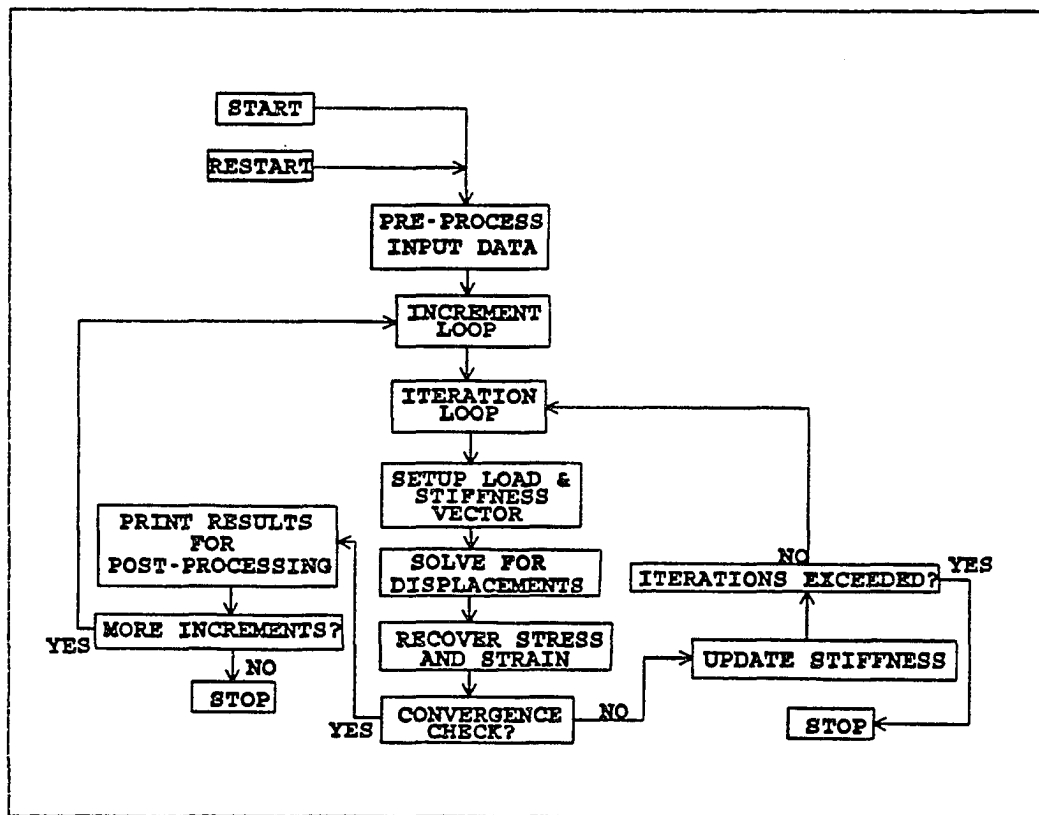 START
RESTART
PRE-PROCESS
INPUT DATA
INCREMENT
LOOP
ITERATION
LOOP
SETUP LOAD &
STIFFNESS
VECTOR
SOLVE FOR
DISPLACEMENTS
RECOVER STRESS
AND STRAIN
CONVERGENCE
CHECK?
YES
NO
PRINT RESULTS
FOR
POST-PROCESSING
MORE INCREMENTS?
YES
NO
STOP
UPDATE STIFFNESS
ITERATIONS EXCEEDED?
NO
YES
STOP